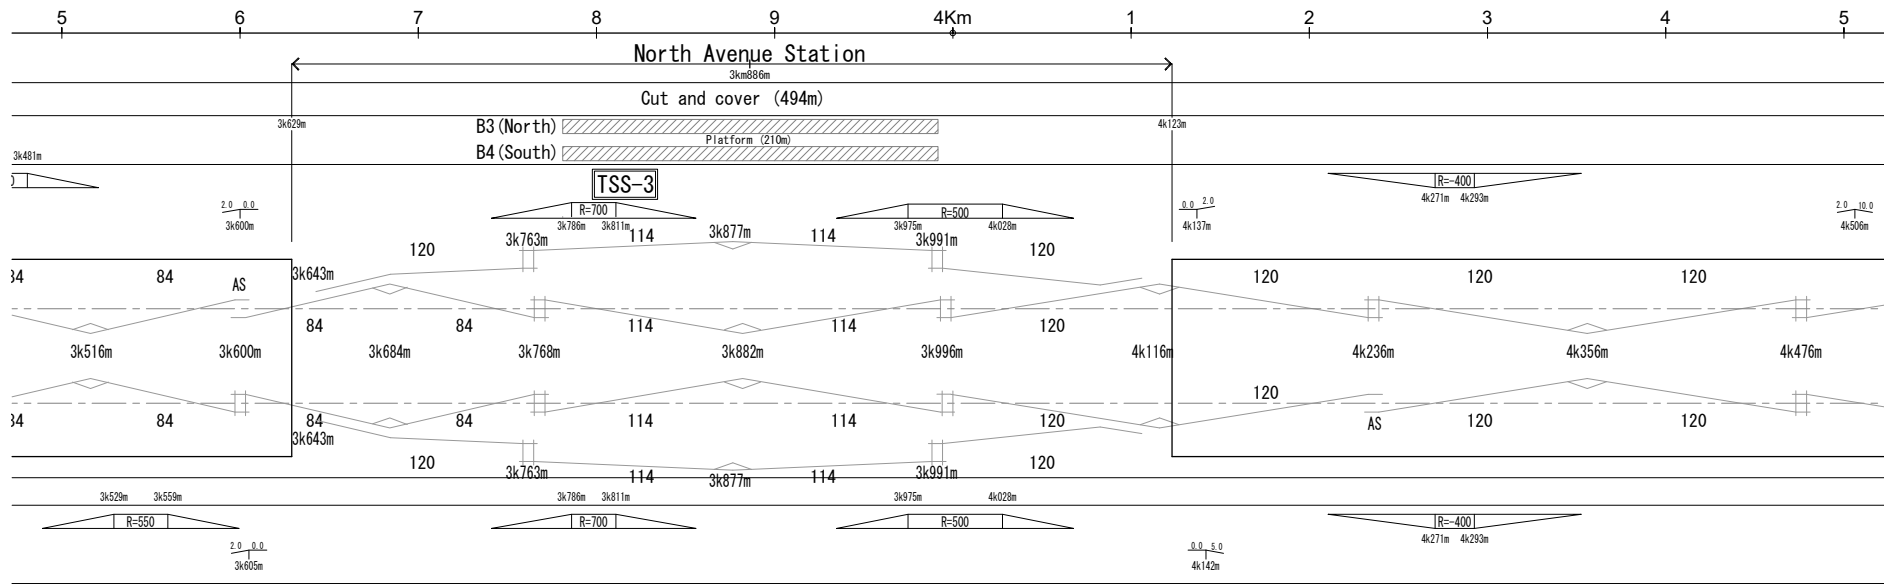 5 6 7 8 9 4Km 1 2 3 4 5
North Avenue Station
3km886m
Cut and cover (494m)
3k629m B3(North) 4k123m
Platform (210m)
3k481m B4(South)
TSS-3
R=-400
4k271m 4k293m
2.0 0.0 R=700 R=500 0.0 2.0 2.0 10.0
3k600m 3k786m 3k811m 3k975m 4k028m 4k137m 4k506m
120 3k763m 114 3k877m 114 3k991m 120
84 84 AS 3k643m 120 120 120
84 84 114 114 120
3k516m 3k600m 3k684m 3k768m 3k882m 3k996m 4k116m 4k236m 4k356m 4k476m
120
84 84 84 84 114 114 120 AS 120 120
3k643m
120 3k763m 114 3k877m 114 3k991m 120
3k529m 3k559m 3k786m 3k811m 3k975m 4k028m
R=550 R=700 R=500 R=-400
4k271m 4k293m
2.0 0.0 0.0 5.0
3k605m 4k142m